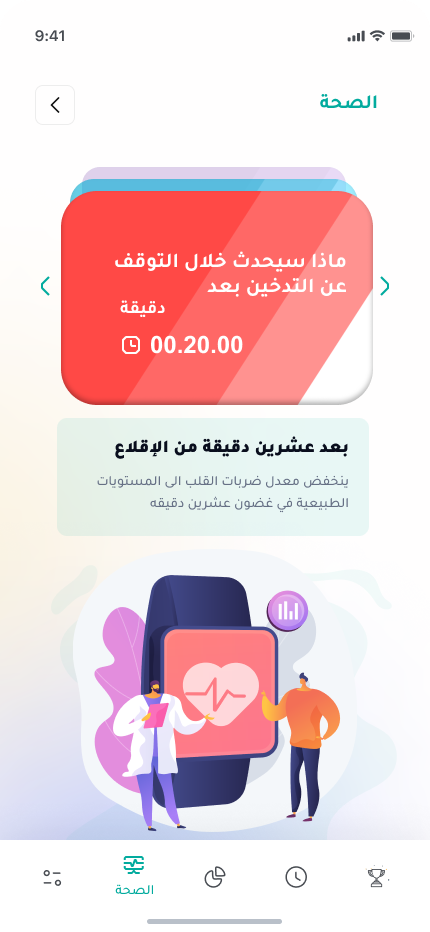 9:41
الصحة
ماذا سيحدث خلال التوقف
عن التدخين بعد
دقيقة
00.20.00
بعد عشرين دقيقة من الإقلاع
ينخفض معدل ضربات القلب الى المستويات
الطبيعية في غضون عشرين دقيقه
الصحة